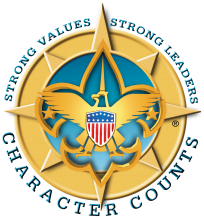 STRONG VALUES STRONG LEADERS
CHARACTER COUNTS
®